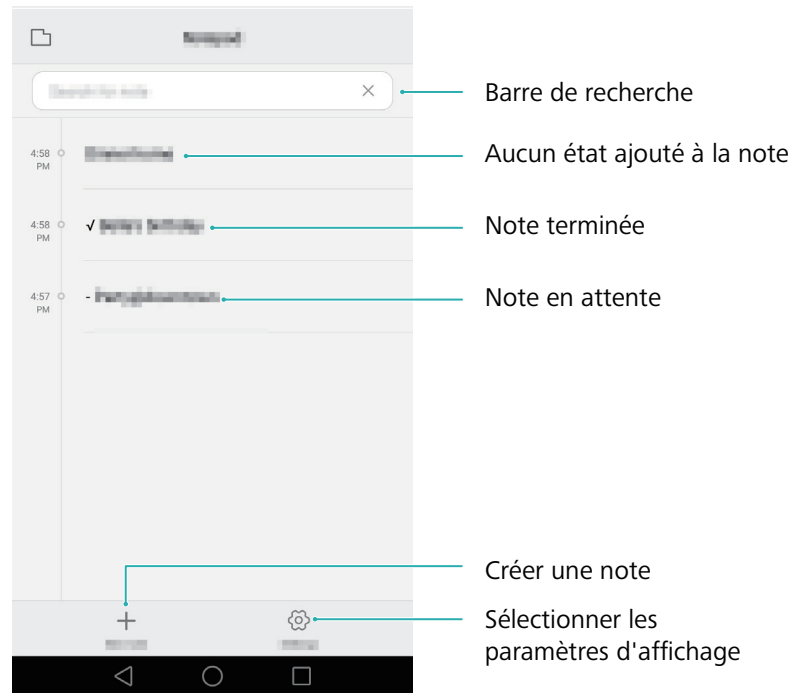 Barre de recherche
4:58
PM
Aucun état ajouté à la note
4:58
PM
√
Note terminée
4:57
PM
-
Note en attente
Créer une note
Sélectionner les
paramètres d'affichage